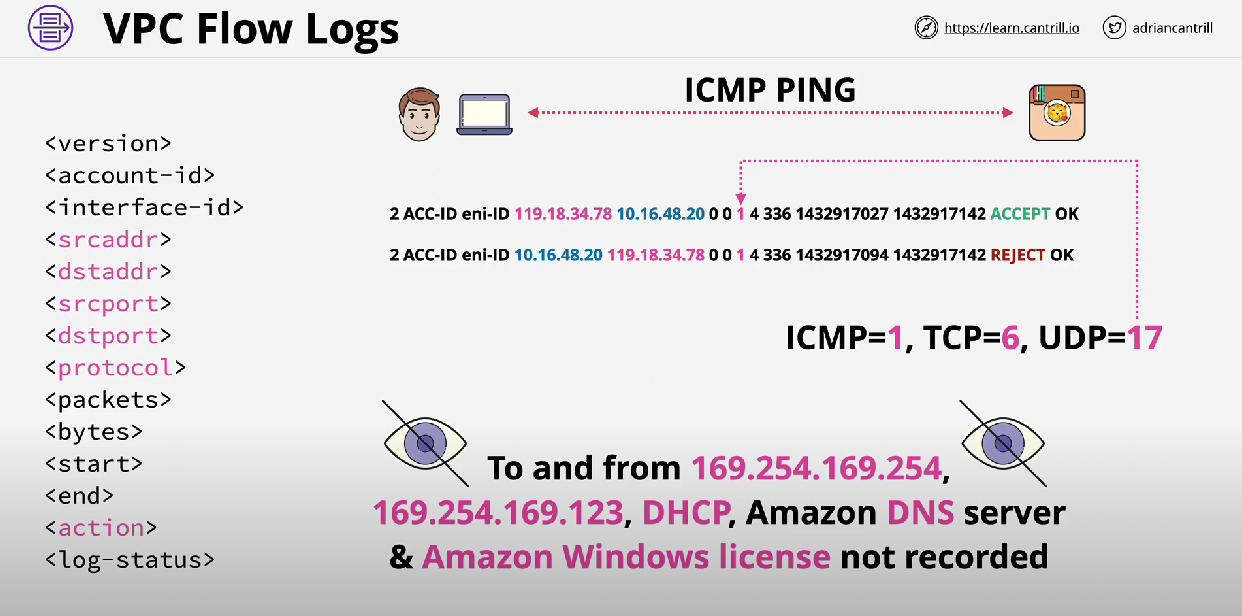 VPC Flow Logs
https://learn.cantrill.io
adriancantrill
ICMP PING
<version>
<account-id>
<interface-id>
<srcaddr>
<dstaddr>
<srcport>
<dstport>
<protocol>
<packets>
<bytes>
<start>
<end>
<action>
<log-status>
2 ACC-ID eni-ID 119.18.34.78 10.16.48.20 0 0 1 4 336 1432917027 1432917142 ACCEPT OK
2 ACC-ID eni-ID 10.16.48.20 119.18.34.78 0 0 1 4 336 1432917094 1432917142 REJECT OK
ICMP=1, TCP=6, UDP=17
To and from 169.254.169.254,
169.254.169.123, DHCP, Amazon DNS server
& Amazon Windows license not recorded